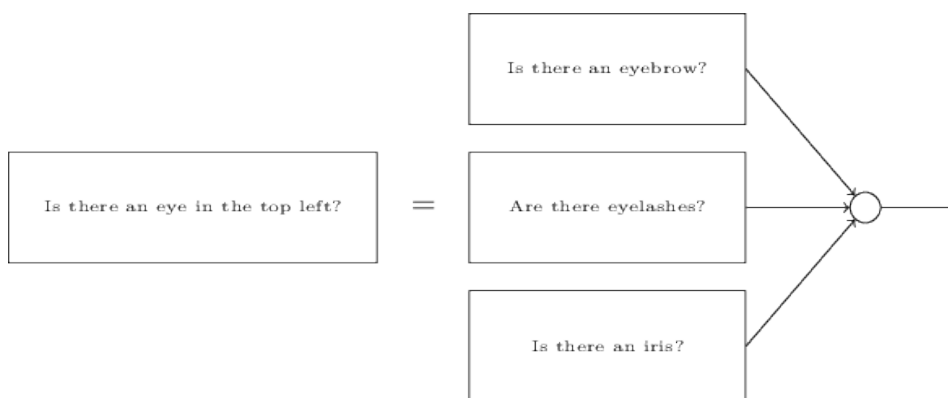 Is there an eyebrow?
Is there an eye in the top left?
=
Are there eyelashes?
Is there an iris?